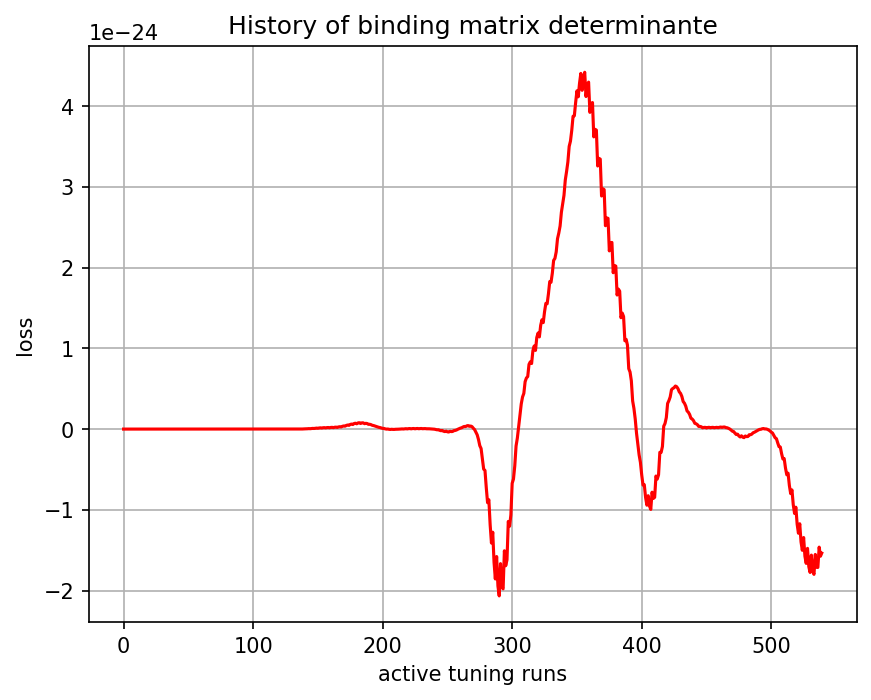 History of binding matrix determinante
1e−24
4
3
2
1
0
−1
−2
loss
0 100 200 300 400 500
active tuning runs